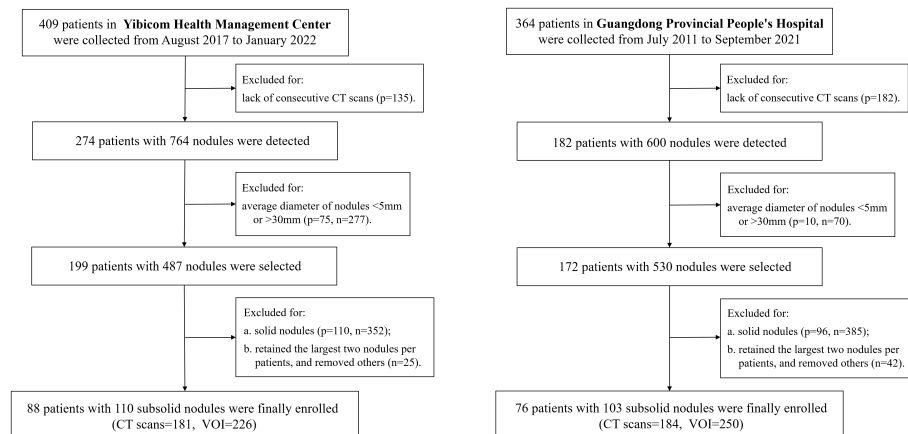 409 patients in Yibicom Health Management Center
were collected from August 2017 to January 2022
Excluded for:
lack of consecutive CT scans (p=135).
274 patients with 764 nodules were detected
Excluded for:
average diameter of nodules <5mm
or >30mm (p=75, n=277).
199 patients with 487 nodules were selected
Excluded for:
a. solid nodules (p=110, n=352);
b. retained the largest two nodules per
patients, and removed others (n=25).
88 patients with 110 subsolid nodules were finally enrolled
(CT scans=181, VOI=226)
364 patients in Guangdong Provincial People's Hospital
were collected from July 2011 to September 2021
Excluded for:
lack of consecutive CT scans (p=182).
182 patients with 600 nodules were detected
Excluded for:
average diameter of nodules <5mm
or >30mm (p=10, n=70).
172 patients with 530 nodules were selected
Excluded for:
a. solid nodules (p=96, n=385);
b. retained the largest two nodules per
patients, and removed others (n=42).
76 patients with 103 subsolid nodules were finally enrolled
(CT scans=184, VOI=250)